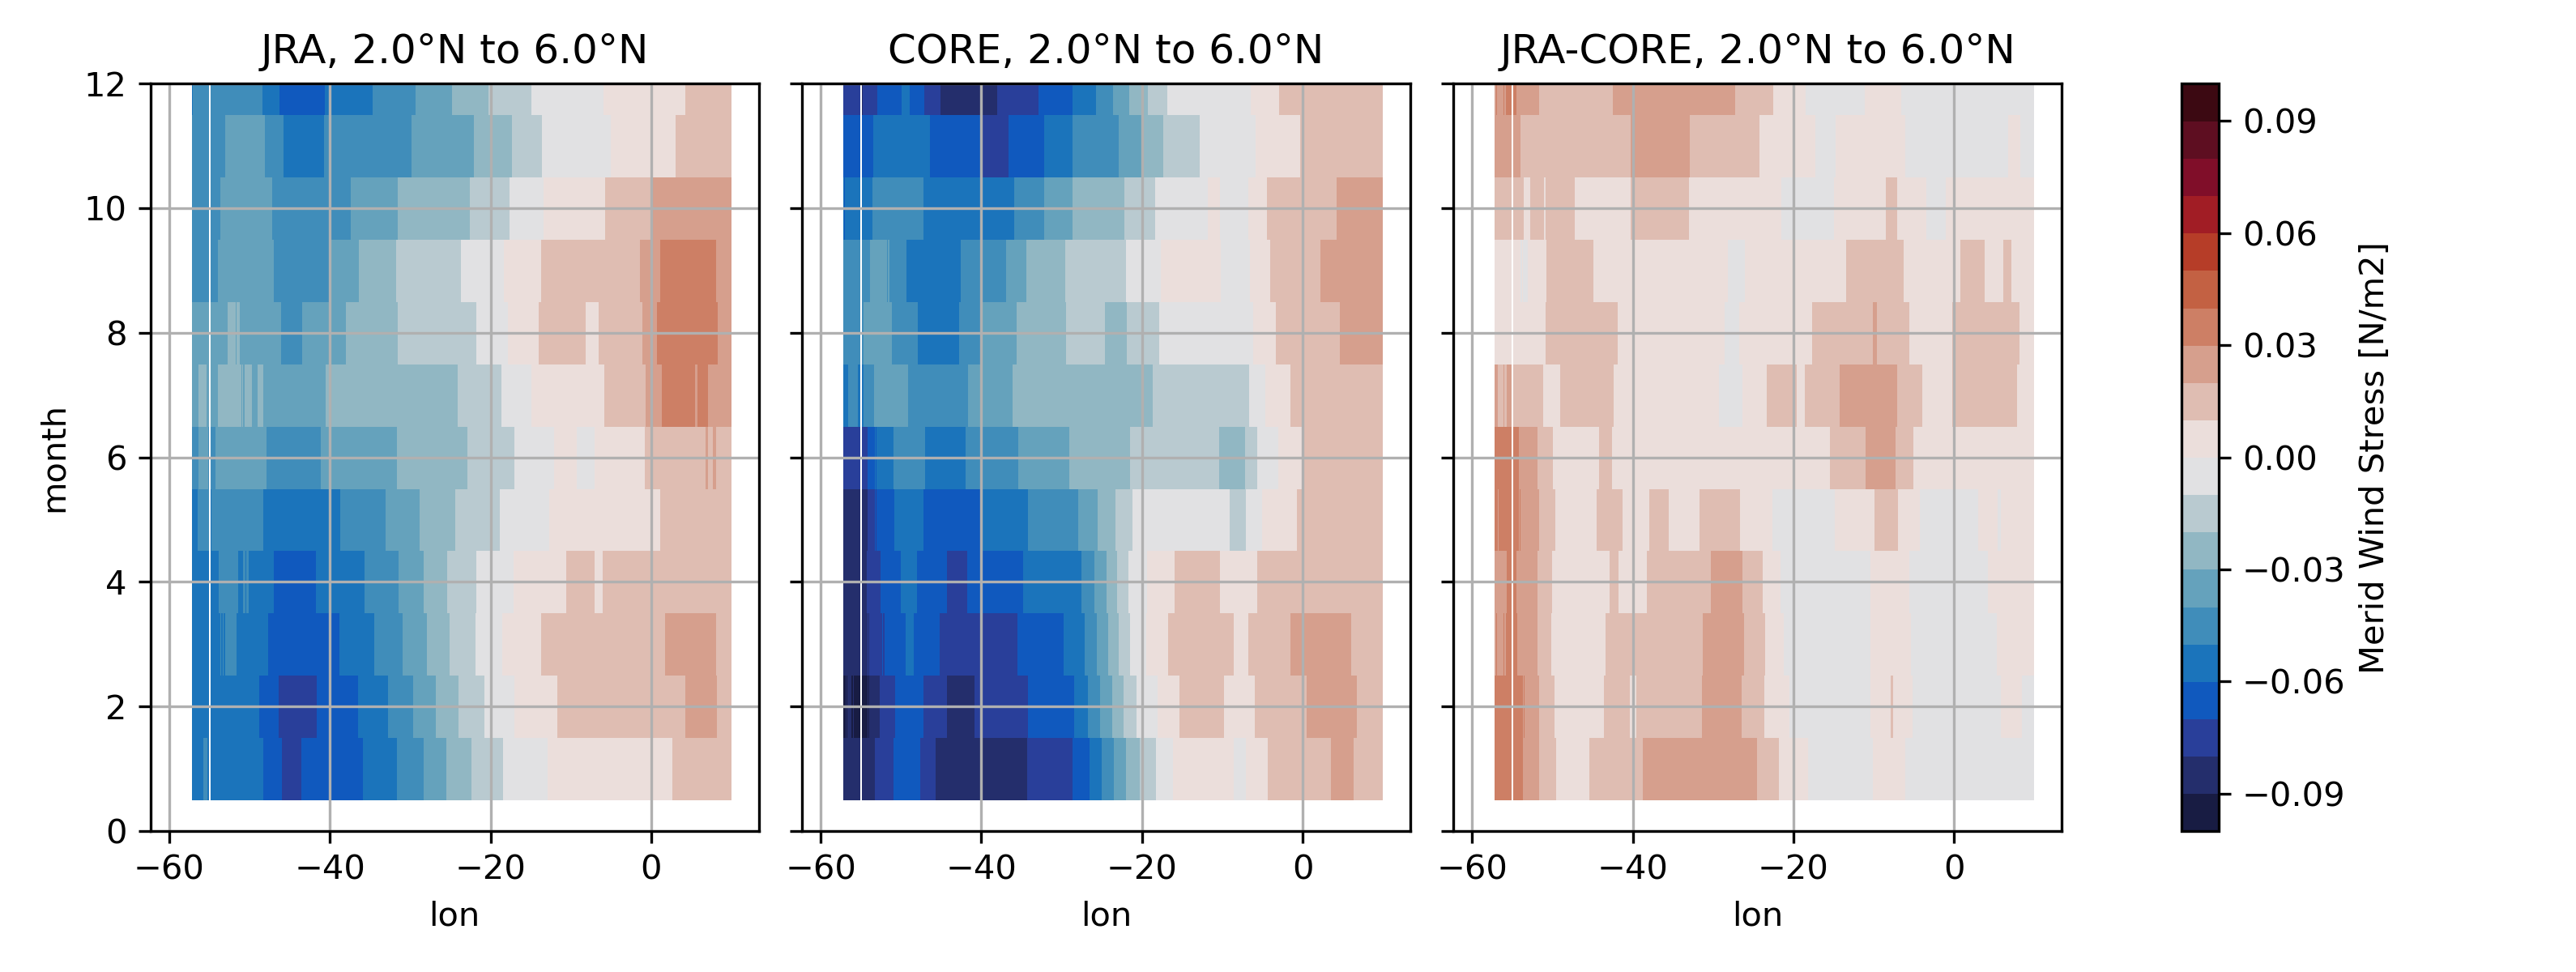 JRA, 2.0°N to 6.0°N
CORE, 2.0°N to 6.0°N
JRA-CORE, 2.0°N to 6.0°N
month
12
10
8
6
4
2
0
−60 −40 −20 0
−60 −40 −20 0
−60 −40 −20 0
lon
lon
lon
0.09
0.06
0.03
0.00
−0.03
−0.06
−0.09
Merid Wind Stress [N/m2]